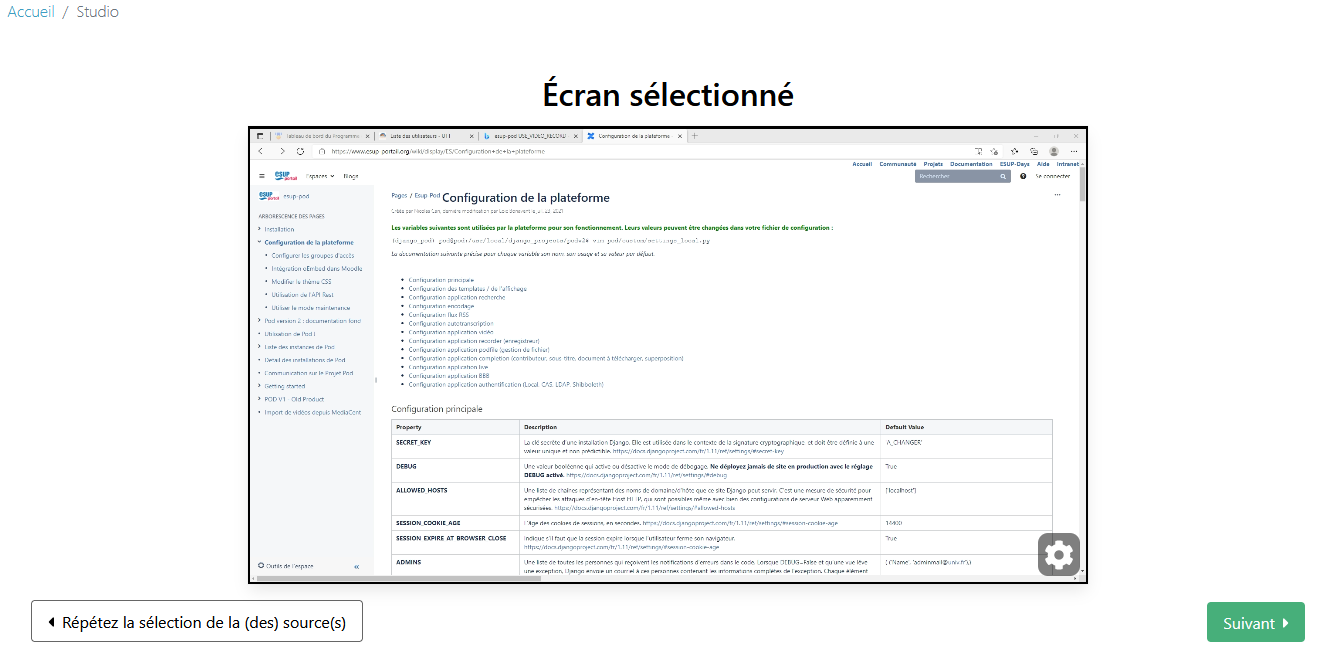 Accueil / Studio
Écran sélectionné
Tableau de bord du Programme
Liste des utilisateurs - UTT
esup-pod USE_VIDEO_RECORD
Configuration de la plateforme
https://www.esup-portail.org/wiki/display/ES/Configuration+de+la+plateforme
Accueil Communauté Projets Documentation ESUP-Days Aide Intranet
ESUP portail Espaces Blogs
Rechercher
Se connecter
ESUP portail esup-pod
ARBORESCENCE DES PAGES
Installation
Configuration de la plateforme
Configurer les groupes d'accès
Intégration oEmbed dans Moodle
Modifier le thème CSS
Utilisation de l'API Rest
Utiliser le mode maintenance
Pod version 2 : documentation fonct
Utilisation de Pod
Liste des instances de Pod
Détail des installations de Pod
Communication sur le Projet Pod
Getting started
POD V1 - Old Product
Import de vidéos depuis MediaCent
Outils de l'espace
Pages / Esup-Pod
Configuration de la plateforme
Créée par Nicolas Can, dernière modification par
Les variables suivantes sont utilisées par la plateforme pour son fonctionnement. Leurs valeurs peuvent être changées dans votre fichier de configuration :
(django_pod) pod@pod:/usr/local/django_projects/podv2$ vim pod/custom/settings_local.py
La documentation suivante précise pour chaque variable son nom, son usage et sa valeur par défaut.
Configuration principale
Configuration des templates / de l'affichage
Configuration application recherche
Configuration encodage
Configuration flux RSS
Configuration autotranscription
Configuration application vidéo
Configuration application recorder (enregistreur)
Configuration application podfile (gestion de fichier)
Configuration application completion (contributeur, sous titre, document à télécharger, superposition)
Configuration application live
Configuration application BBB
Configuration application authentification (Local, CAS, LDAP, Shibboleth)
Configuration principale
Property Description Default Value
SECRET_KEY
La clé secrète d'une installation Django. Elle est utilisée dans le contexte de la signature cryptographique, et doit être définie à une
valeur unique et non prédictible. https://docs.djangoproject.com/fr/1.11/ref/settings/#secret-key
'A_CHANGER'
DEBUG
Une valeur booléenne qui active ou désactive le mode de débogage. Ne déployez jamais de site en production avec le réglage
DEBUG activé. https://docs.djangoproject.com/fr/1.11/ref/settings/#debug
True
ALLOWED_HOSTS
Une liste de chaînes représentant des noms de domaine/d'hôte que ce site Django peut servir. C'est une mesure de sécurité pour
empêcher les attaques d'en-tête Host HTTP, qui sont possibles même avec bien des configurations de serveur Web apparemment
sécurisées. https://docs.djangoproject.com/fr/1.11/ref/settings/#allowed-hosts
['localhost']
SESSION_COOKIE_AGE
L'âge des cookies de sessions, en secondes. https://docs.djangoproject.com/fr/1.11/ref/settings/#session-cookie-age
14400
SESSION_EXPIRE_AT_BROWSER_CLOSE
Indique s'il faut que la session expire lorsque l'utilisateur ferme son navigateur.
https://docs.djangoproject.com/fr/1.11/ref/settings/#session-cookie-age
True
ADMINS
Une liste de toutes les personnes qui reçoivent les notifications d'erreurs dans le code. Lorsque DEBUG=False et qu'une vue lève
une exception, Django envoie un courriel à ces personnes contenant les informations complètes de l'exception. Chaque élément
( ('Name', 'adminmail@univ.fr'),)
Répétez la sélection de la (des) source(s)
Suivant